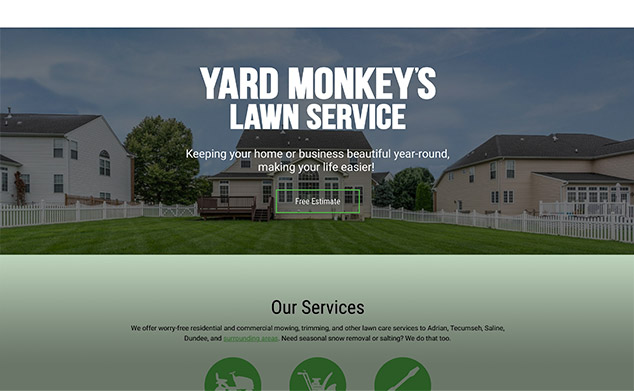 YARD MONKEY'S
LAWN SERVICE
Keeping your home or business beautiful year-round,
making your life easier!
Free Estimate
Our Services
We offer worry-free residential and commercial mowing, trimming, and other lawn care services to Adrian, Tecumseh, Saline,
Dundee, and surrounding areas. Need seasonal snow removal or salting? We do that too.